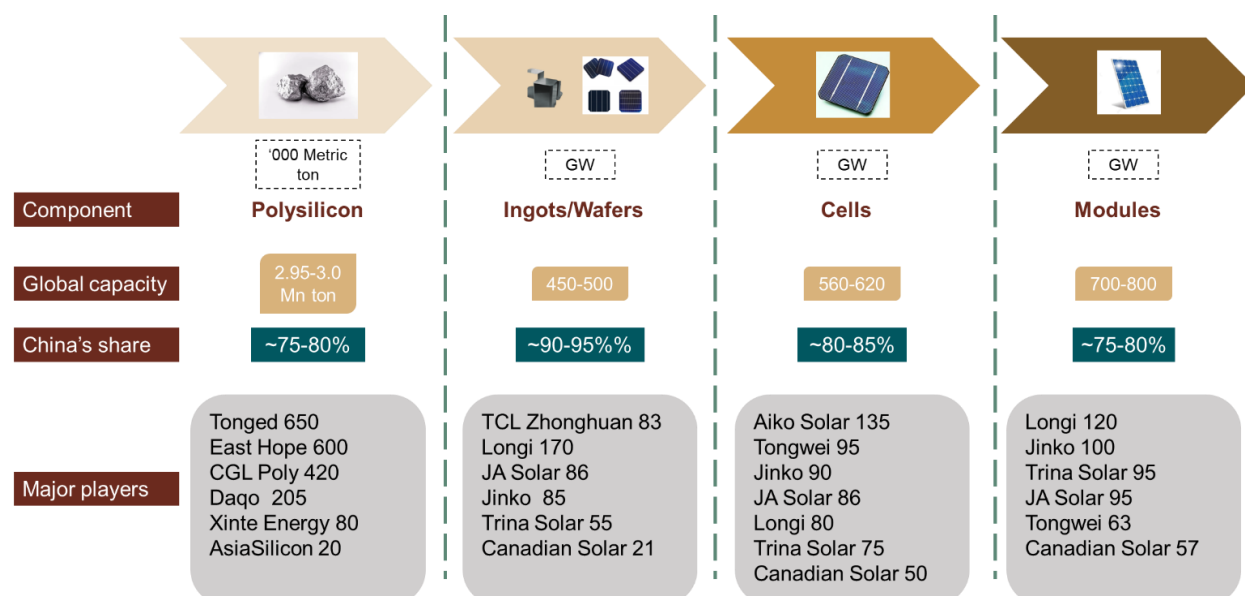 '000 Metric
ton
GW
GW
GW
Component
Polysilicon
Ingots/Wafers
Cells
Modules
Global capacity
2.95-3.0
Mn ton
450-500
560-620
700-800
China's share
~75-80%
~90-95%%
~80-85%
~75-80%
Major players
Tonged 650
East Hope 600
CGL Poly 420
Daqo  205
Xinte Energy 80
AsiaSilicon 20
TCL Zhonghuan 83
Longi 170
JA Solar 86
Jinko  85
Trina Solar 55
Canadian Solar 21
Aiko Solar 135
Tongwei 95
Jinko 90
JA Solar 86
Longi 80
Trina Solar 75
Canadian Solar 50
Longi 120
Jinko 100
Trina Solar 95
JA Solar 95
Tongwei 63
Canadian Solar 57